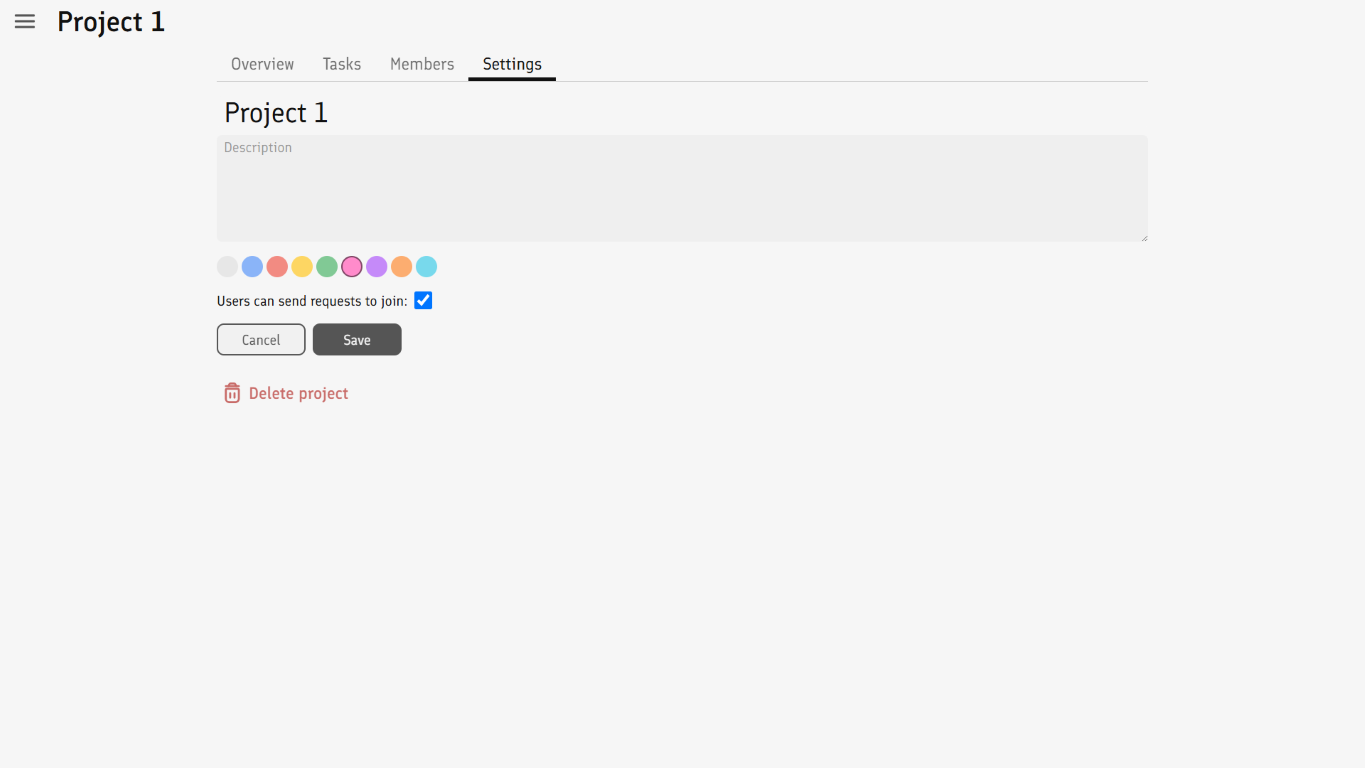 Project 1
Overview Tasks Members Settings
Project 1
Description
Users can send requests to join:
Cancel Save
Delete project